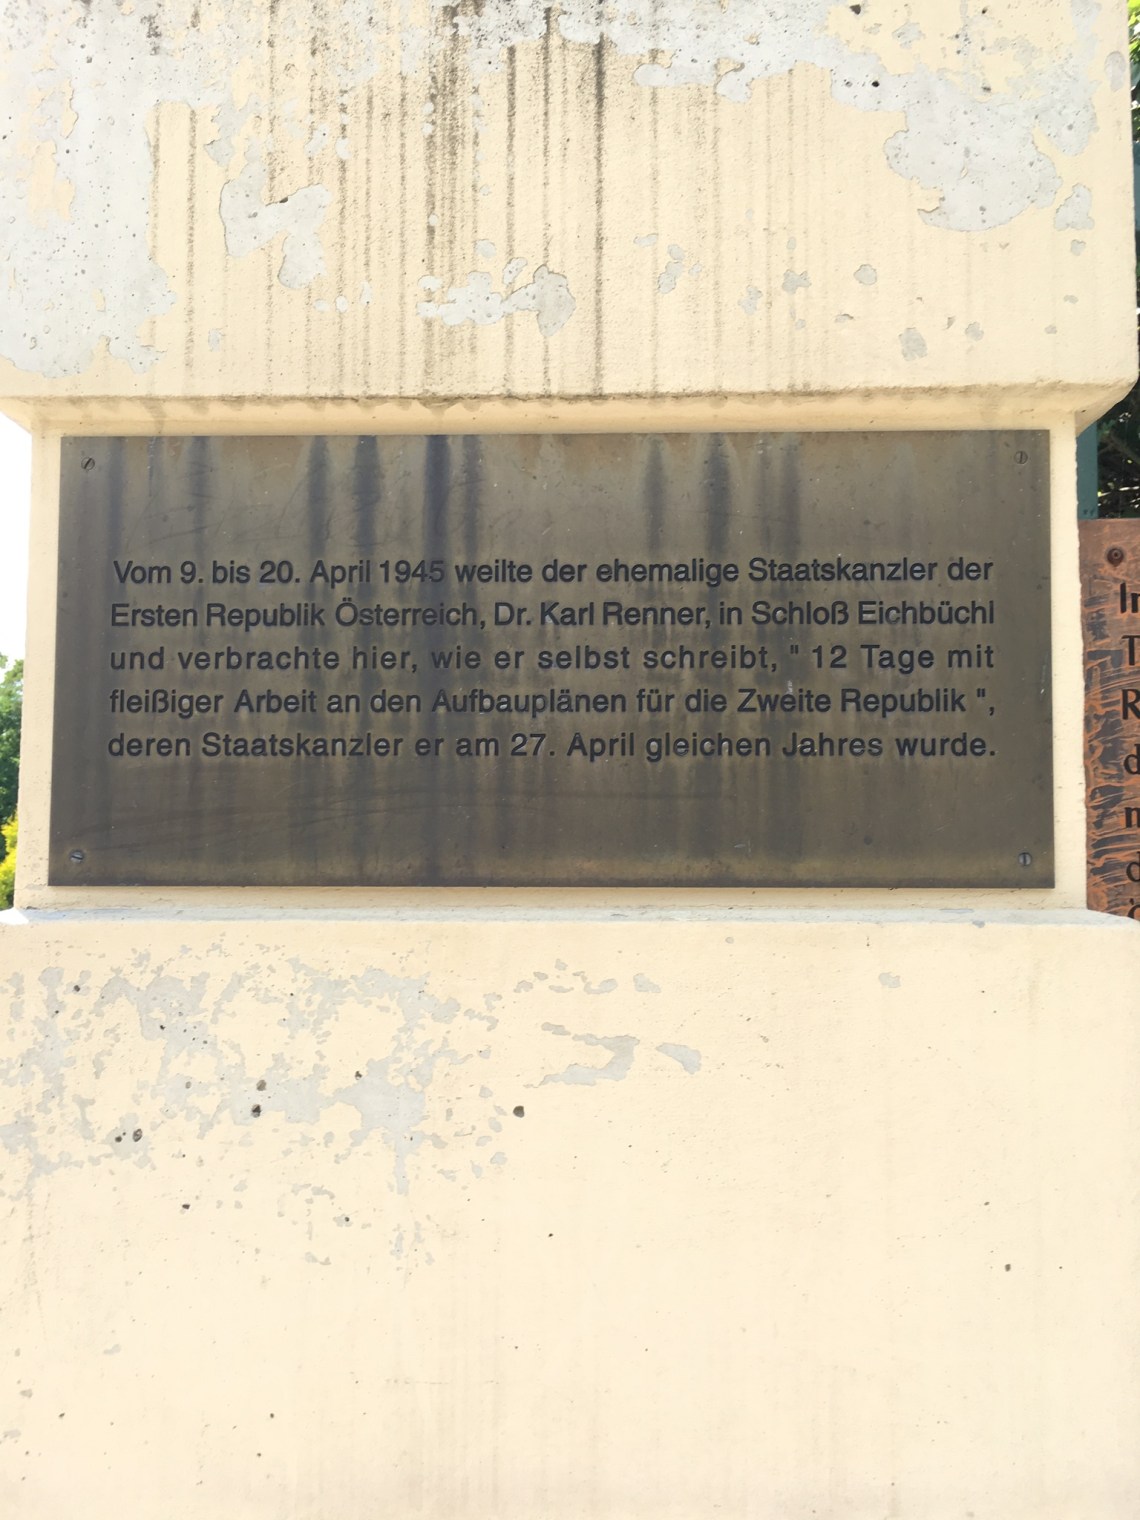 Vom 9. bis 20. April 1945 weilte der ehemalige Staatskanzler der
Ersten Republik Österreich, Dr. Karl Renner, in Schloß Eichbüchl
und verbrachte hier, wie er selbst schreibt, " 12 Tage mit
fleißiger Arbeit an den Aufbauplänen für die Zweite Republik ",
deren Staatskanzler er am 27. April gleichen Jahres wurde.